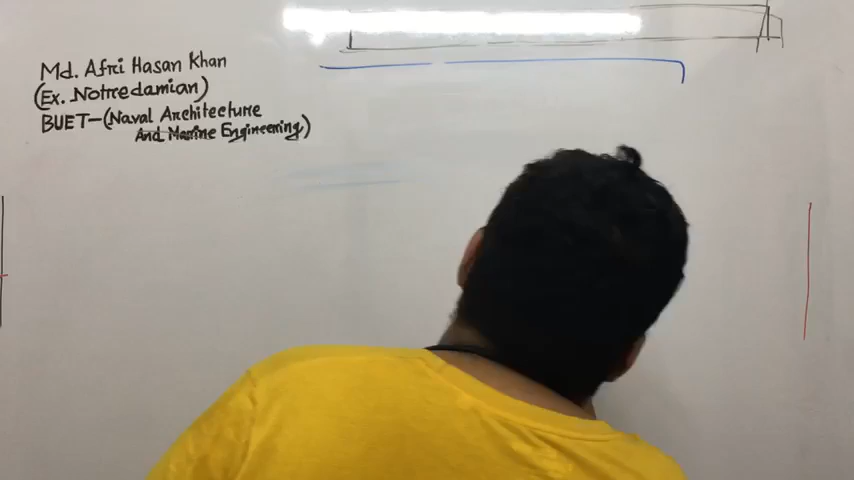 Md. Afri Hasan Khan
(Ex. Notredamian)
BUET-(Naval Architecture
And Marine Engineering)